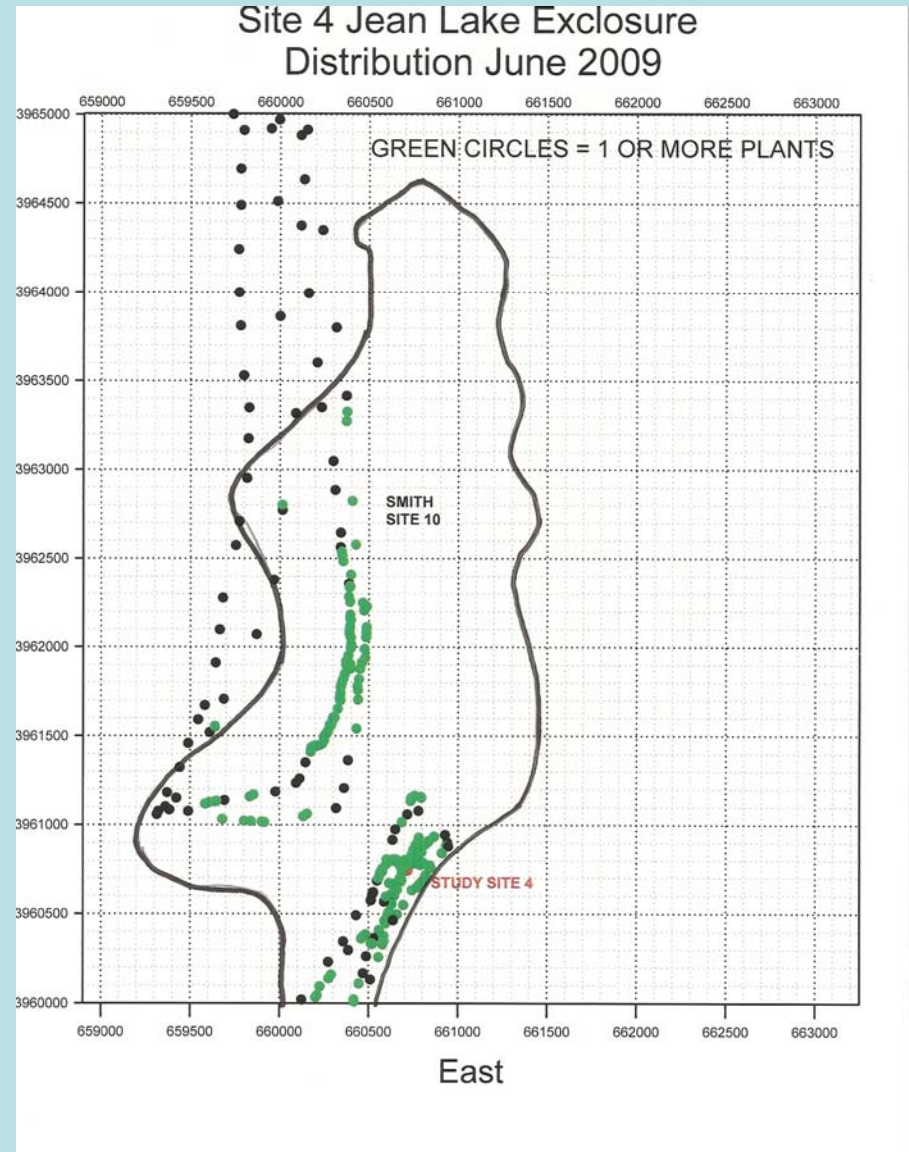 Site 4 Jean Lake Exclosure
Distribution June 2009
659000 659500 660000 660500 661000 661500 662000 662500 663000
3965000
GREEN CIRCLES = 1 OR MORE PLANTS
3964500
3964000
3963500
3963000
SMITH
SITE 10
3962500
3962000
3961500
3961000
STUDY SITE 4
3960500
3960000
659000 659500 660000 660500 661000 661500 662000 662500 663000
East